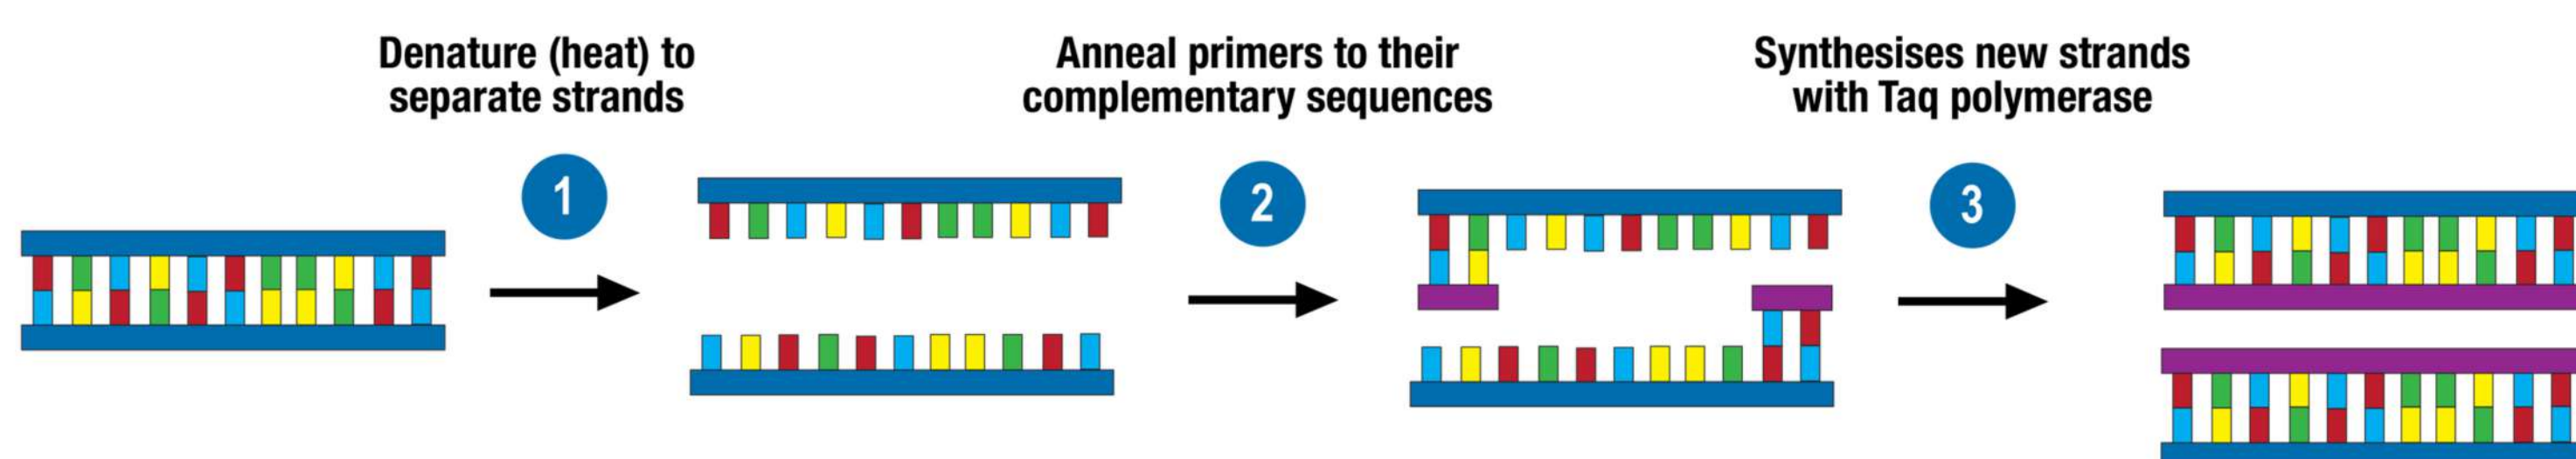 Denature (heat) to
separate strands
1
Anneal primers to their
complementary sequences
2
Synthesises new strands
with Taq polymerase
3